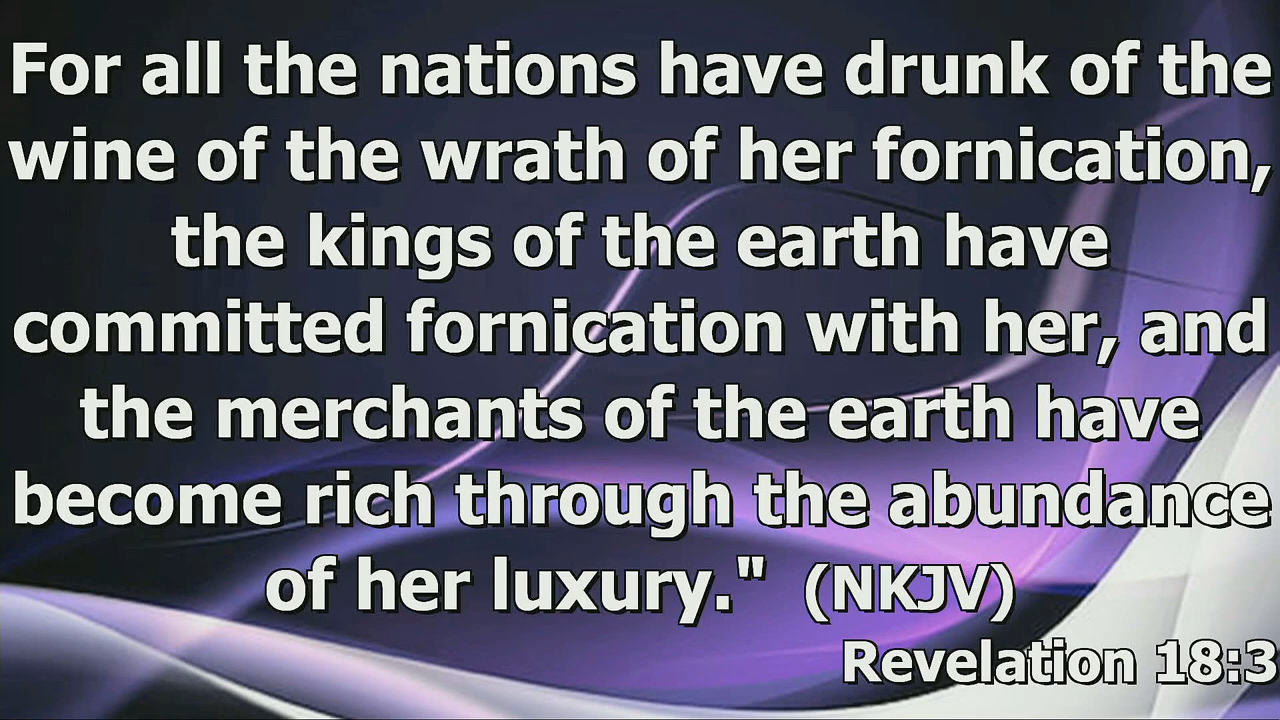 For all the nations have drunk of the
wine of the wrath of her fornication,
the kings of the earth have
committed fornication with her, and
the merchants of the earth have
become rich through the abundance
of her luxury." (NKJV)
Revelation 18:3